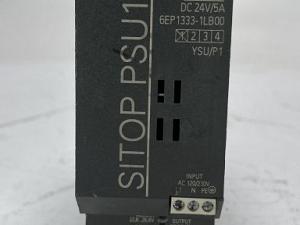 SITOP PSU1
DC 24V/5A
6EP1333-1LB00
1 2 3 4
YSU/P1
INPUT
AC 120/230V
L1 N PE
OUTPUT